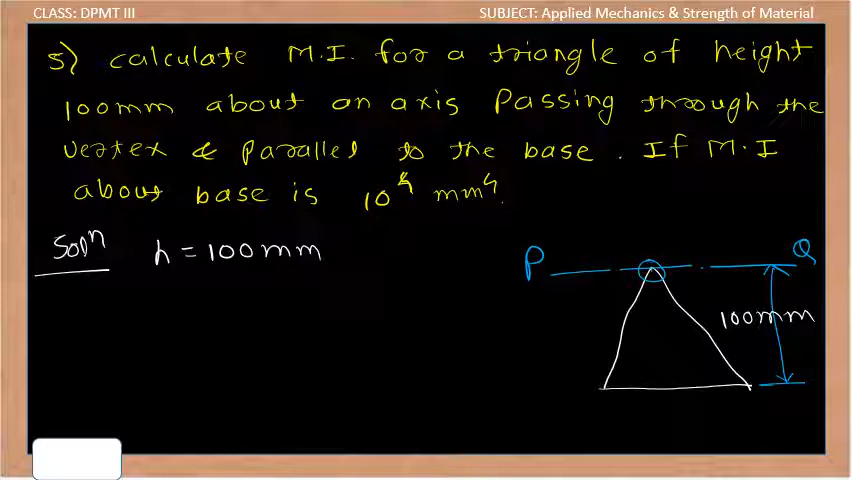 CLASS: DPMT III
SUBJECT: Applied Mechanics & Strength of Material
5) calculate M.I. for a triangle of height
100mm about an axis Passing through the
vertex & parallel to the base. If M.I
about base is 10⁴ mm⁴.
Solⁿ h = 100mm
P Q
100mm